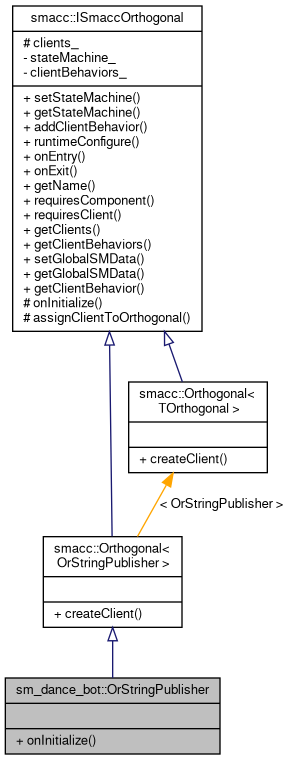 smacc::ISmaccOrthogonal
# clients_
- stateMachine_
- clientBehaviors_
+ setStateMachine()
+ getStateMachine()
+ addClientBehavior()
+ runtimeConfigure()
+ onEntry()
+ onExit()
+ getName()
+ requiresComponent()
+ requiresClient()
+ getClients()
+ getClientBehaviors()
+ setGlobalSMData()
+ getGlobalSMData()
+ getClientBehavior()
# onInitialize()
# assignClientToOrthogonal()
smacc::Orthogonal<
TOrthogonal >
+ createClient()
< OrStringPublisher >
smacc::Orthogonal<
OrStringPublisher >
+ createClient()
sm_dance_bot::OrStringPublisher
+ onInitialize()